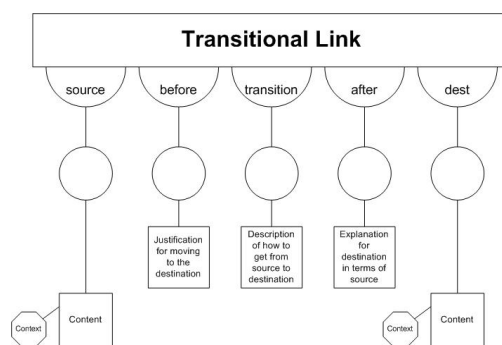 Transitional Link
source before transition after dest
Justification
for moving
to the
destination
Description
of how to
get from
source to
destination
Explanation
for
destination
in terms of
source
Context
Content
Context
Content